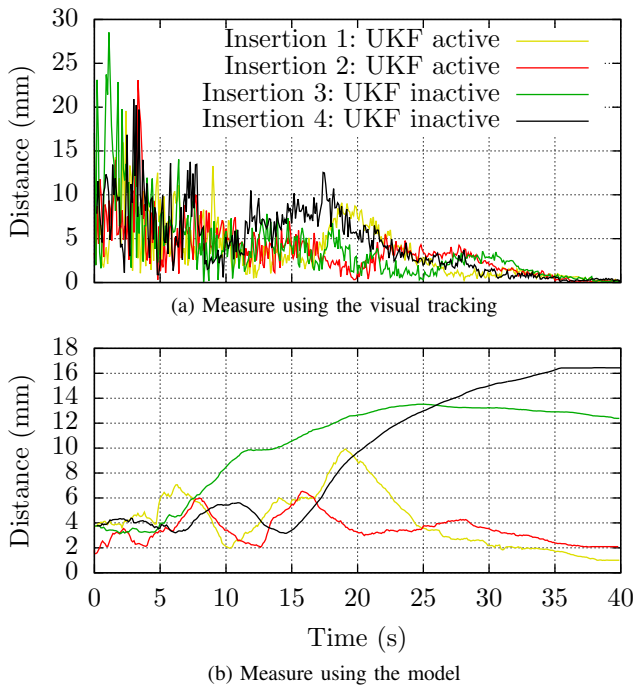 30
25
20
15
10
5
0
Distance (mm)
Insertion 1: UKF active
Insertion 2: UKF active
Insertion 3: UKF inactive
Insertion 4: UKF inactive
(a) Measure using the visual tracking
18
16
14
12
10
8
6
4
2
0
Distance (mm)
0 5 10 15 20 25 30 35 40
Time (s)
(b) Measure using the model